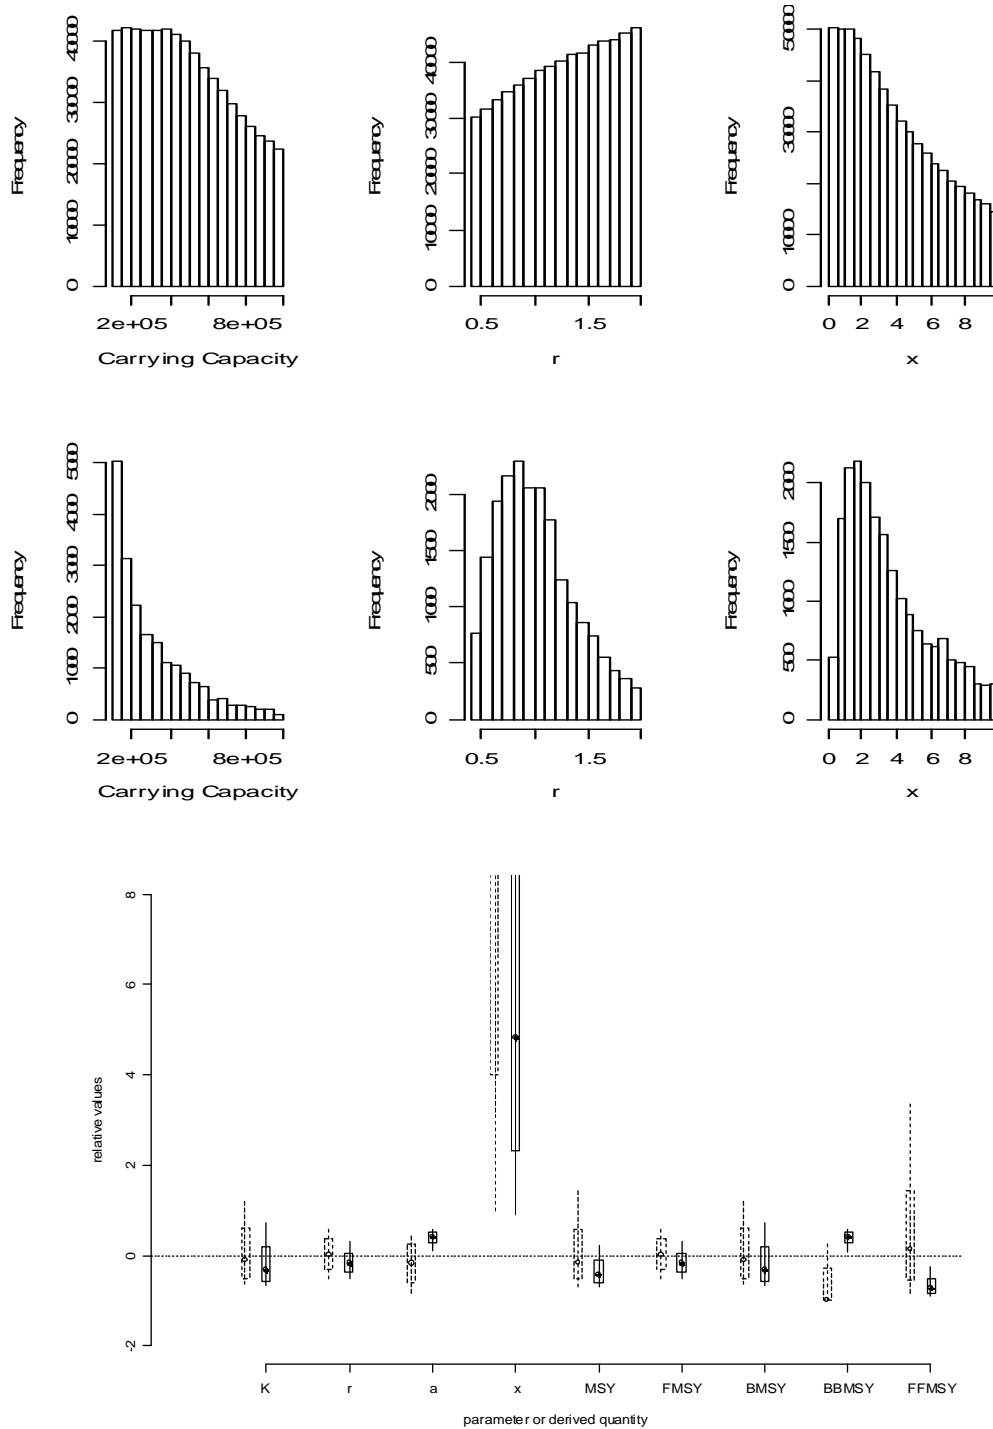 Frequency
0 10000 20000 30000 40000
2e+05 8e+05
Carrying Capacity
Frequency
0 10000 20000 30000 40000
0.5 1.5
r
Frequency
0 10000 30000 50000
0 2 4 6 8
x
Frequency
0 1000 2000 3000 4000 5000
2e+05 8e+05
Carrying Capacity
Frequency
0 500 1000 1500 2000
0.5 1.5
r
Frequency
0 500 1000 1500 2000
0 2 4 6 8
x
relative values
-2 0 2 4 6 8
K r a x MSY FMSY BMSY BBMSY FFMSY
parameter or derived quantity